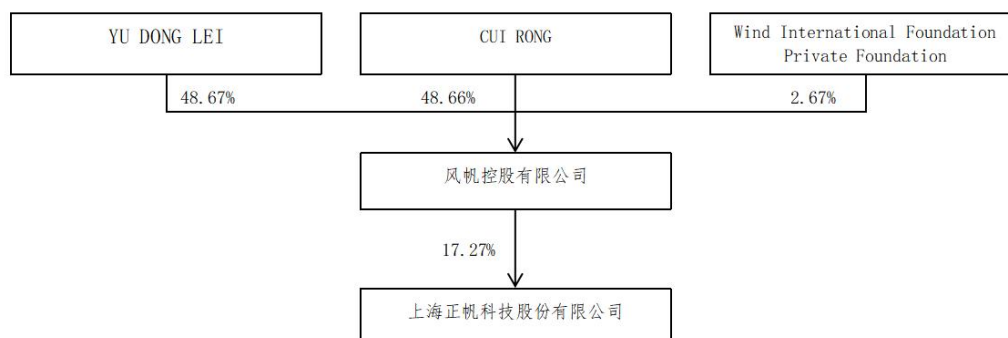 YU DONG LEI
CUI RONG
Wind International Foundation
Private Foundation
48.67%
48.66%
2.67%
风帆控股有限公司
17.27%
上海正帆科技股份有限公司